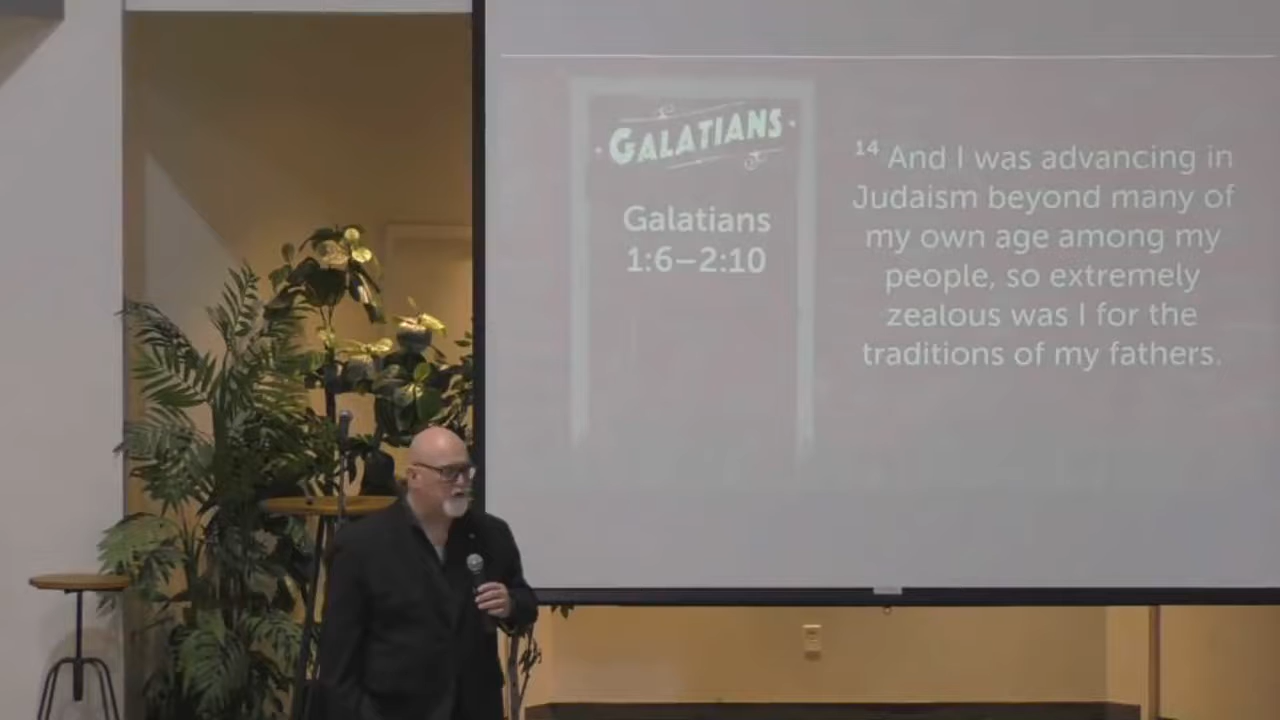 GALATIANS
Galatians
1:6–2:10
14 And I was advancing in
Judaism beyond many of
my own age among my
people, so extremely
zealous was I for the
traditions of my fathers.